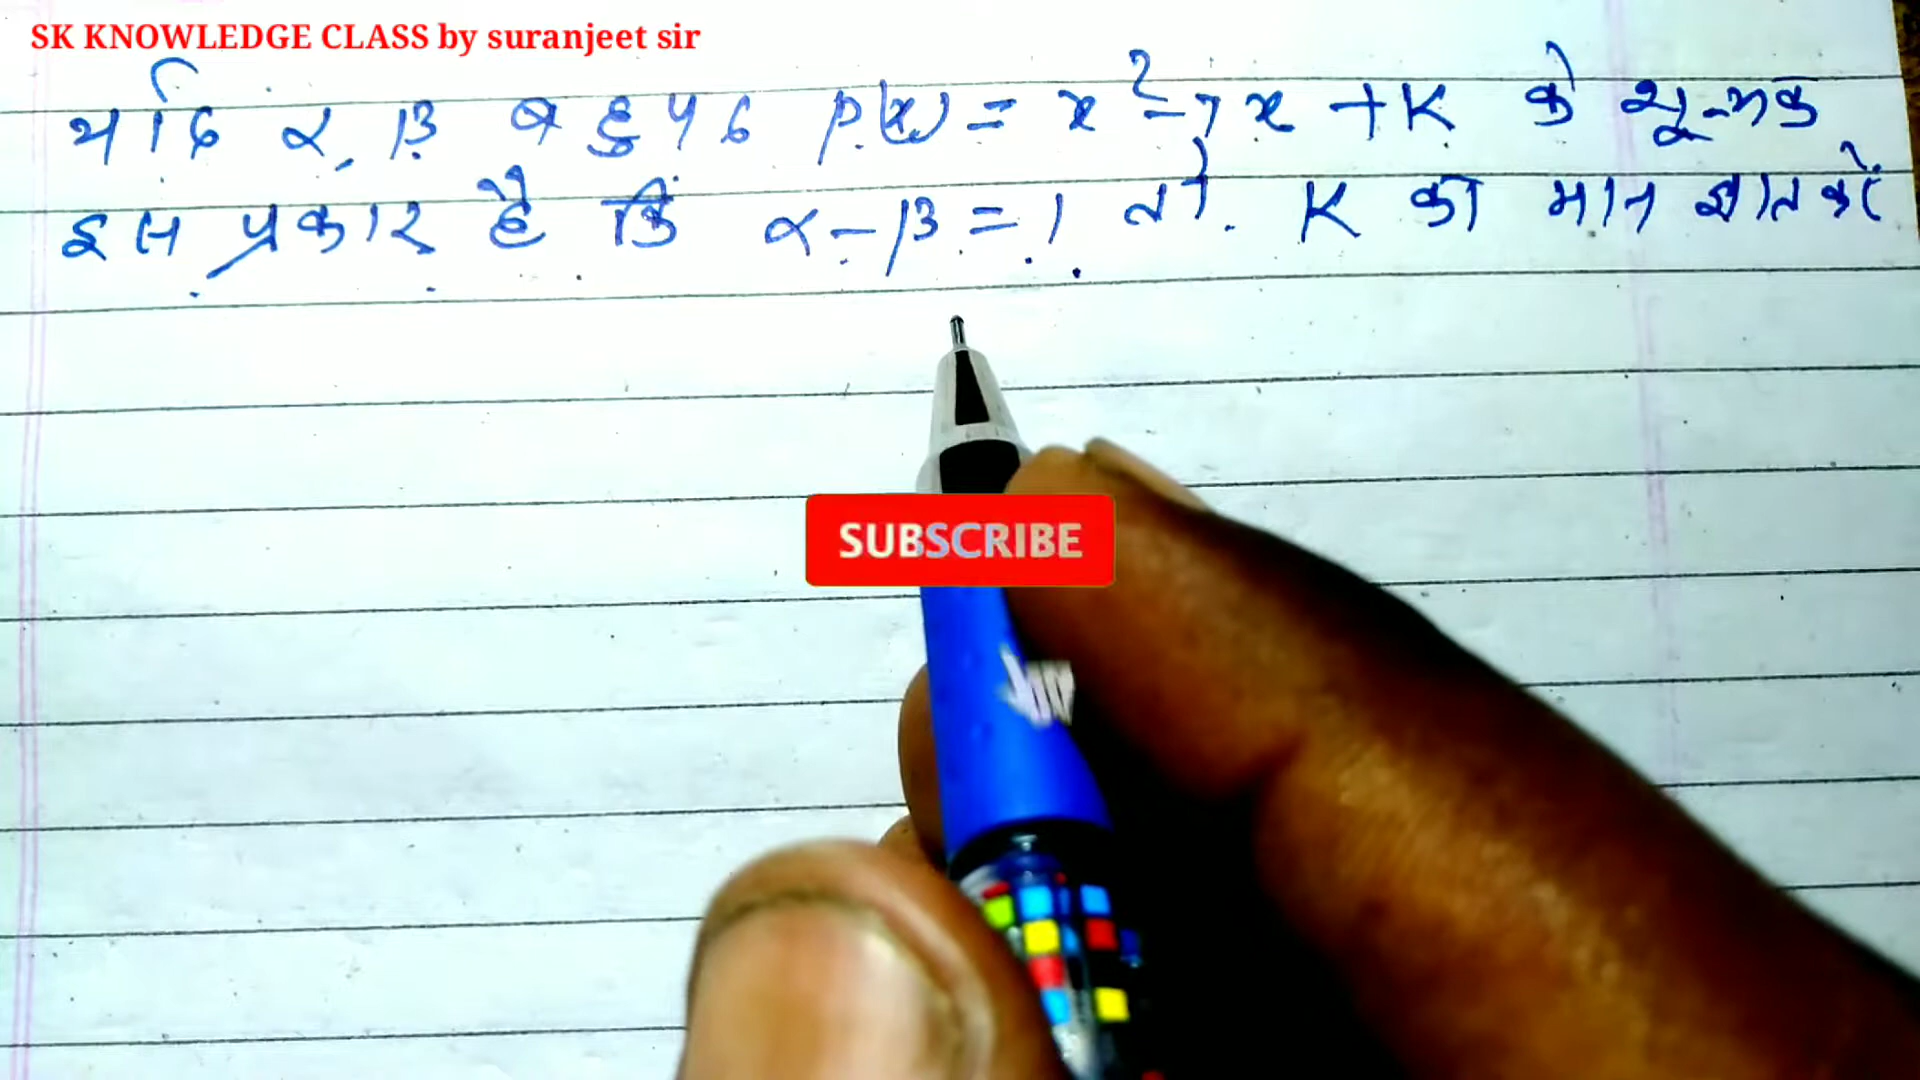 SK KNOWLEDGE CLASS by suranjeet sir
यदि α, β बहुपद p(x) = x²-7x + K के शून्यक
इस प्रकार है कि α-β=1 तो K का मान ज्ञात करें
SUBSCRIBE